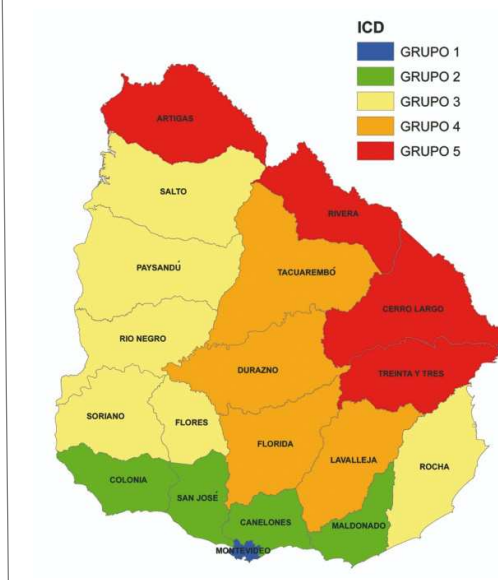 ICD
GRUPO 1
GRUPO 2
GRUPO 3
GRUPO 4
GRUPO 5
ARTIGAS
SALTO
RIVERA
PAYSANDÚ
TACUAREMBÓ
CERRO LARGO
RIO NEGRO
DURAZNO
TREINTA Y TRES
SORIANO
FLORES
FLORIDA
LAVALLEJA
ROCHA
COLONIA
SAN JOSÉ
CANELONES
MALDONADO
MONTEVIDEO